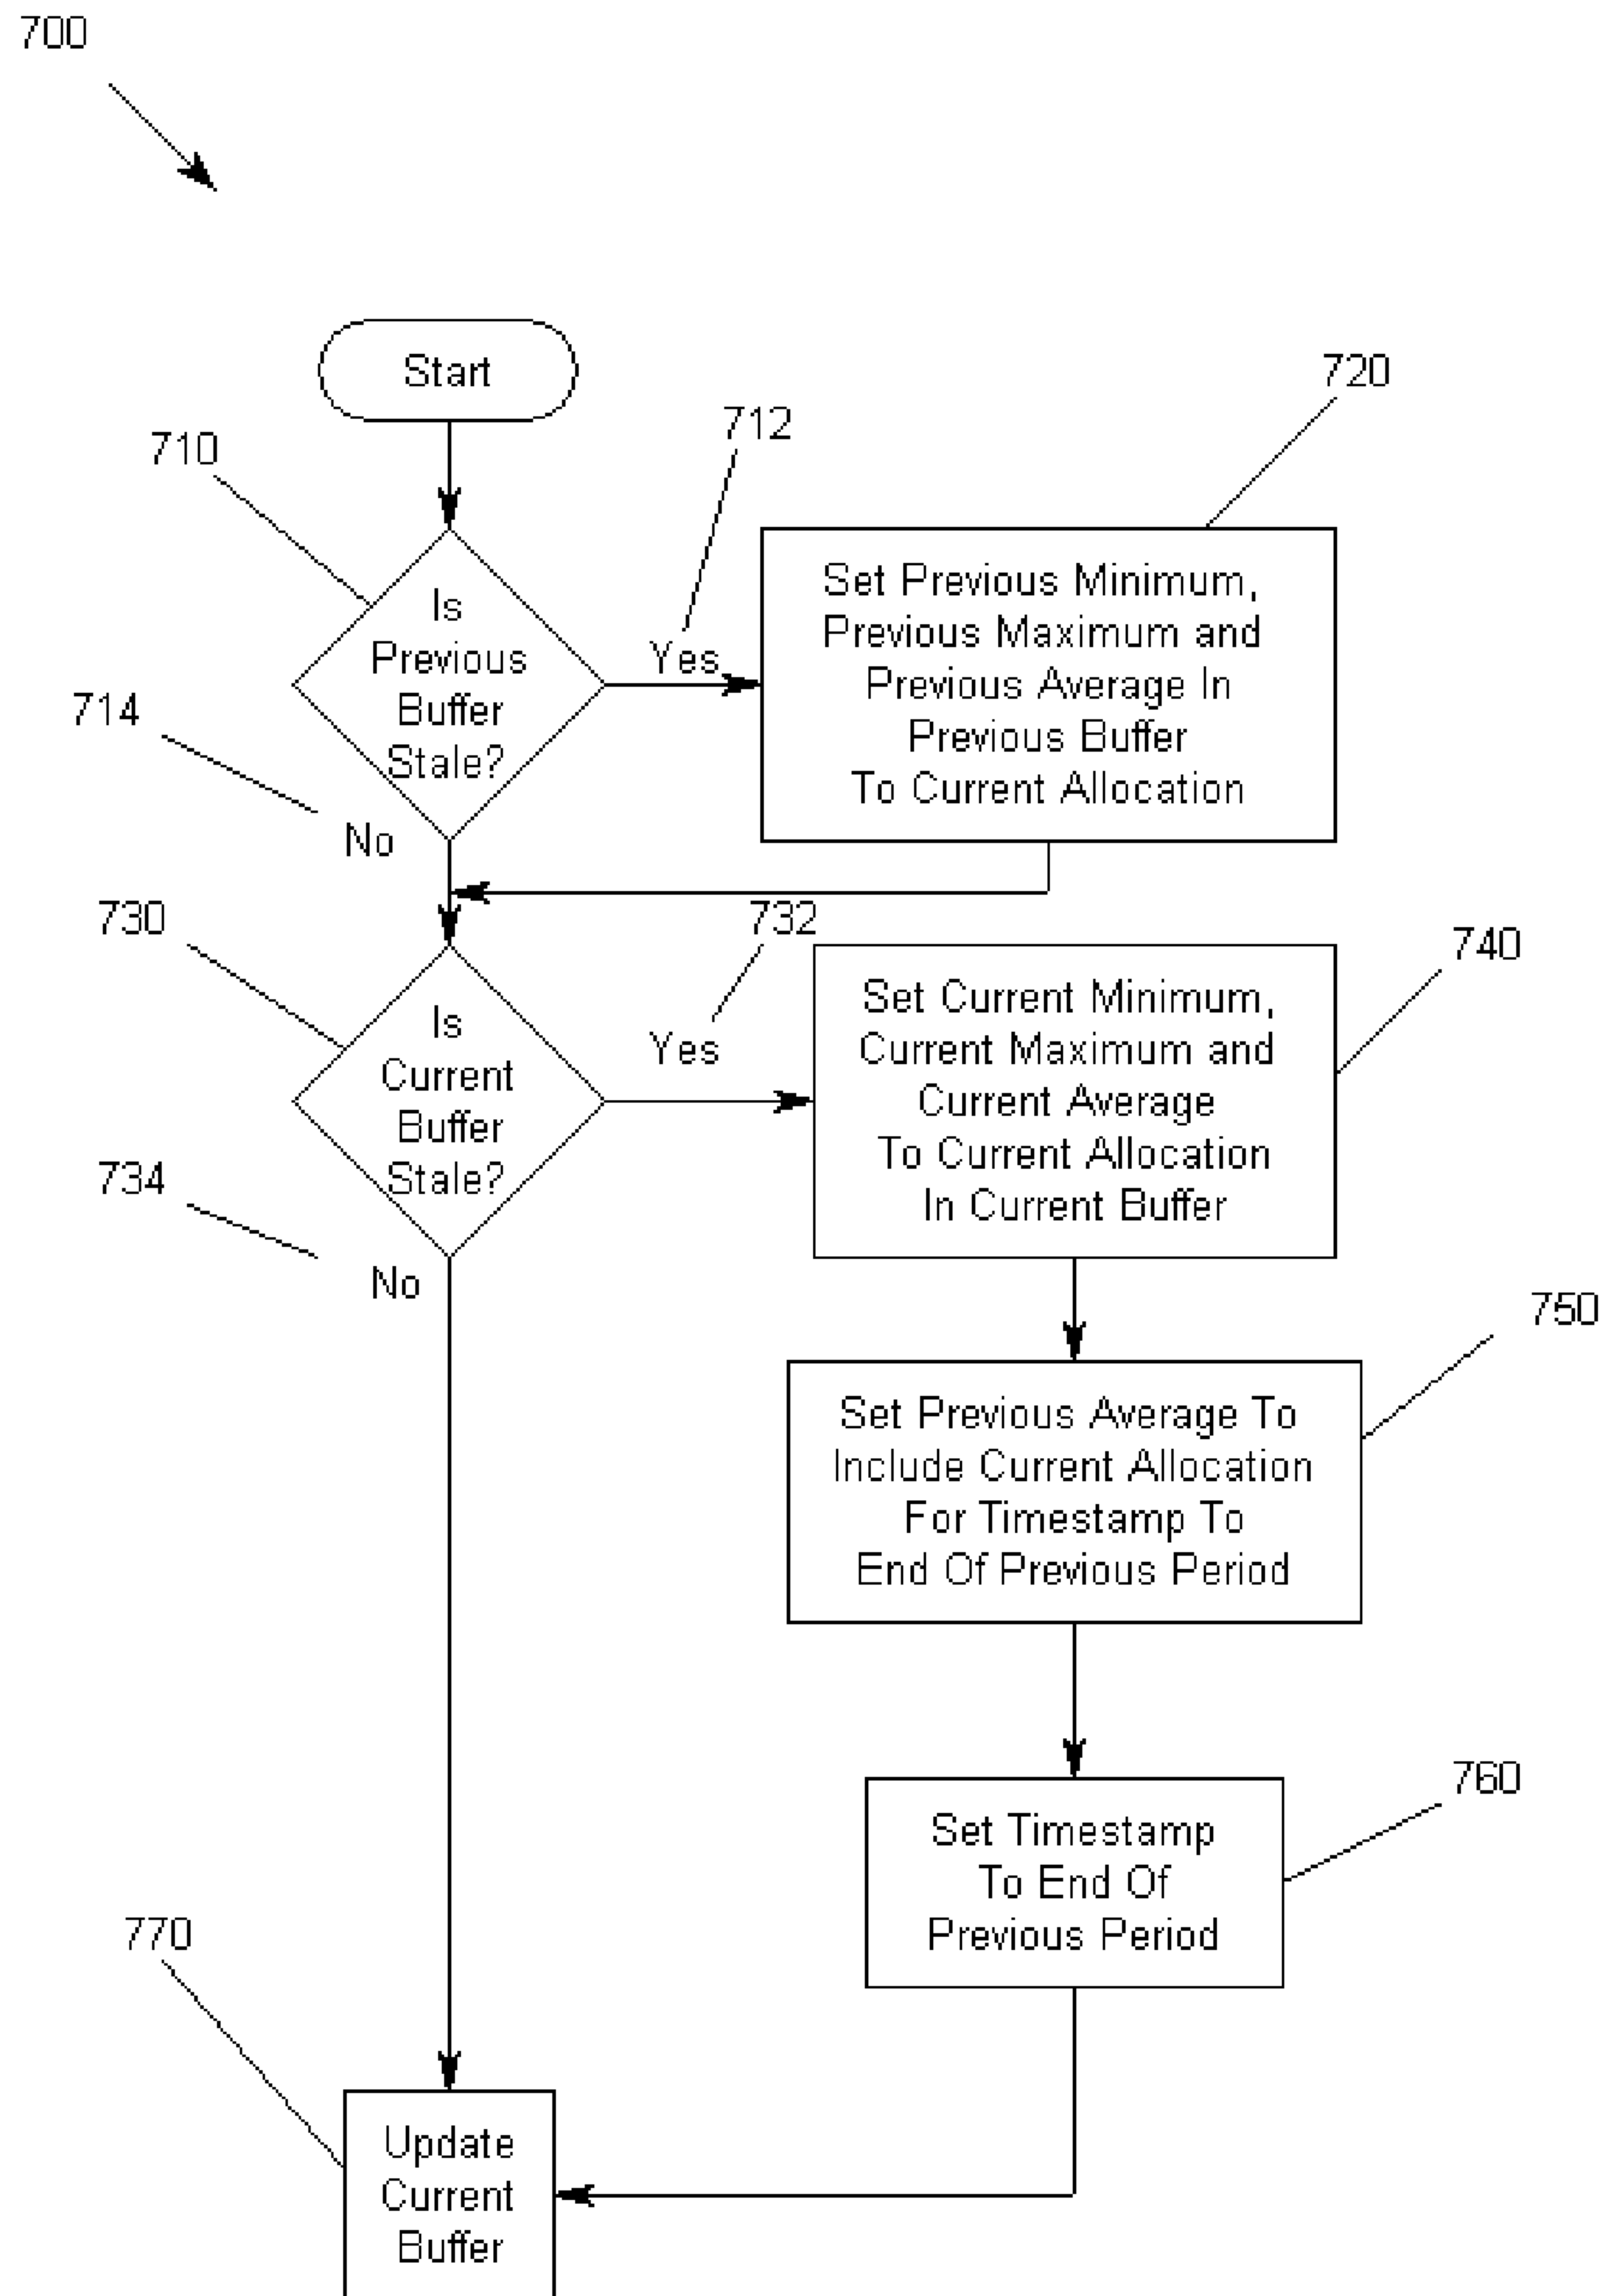 700
Start
710
712
720
Is
Previous
Buffer
Stale?
Yes
Set Previous Minimum,
Previous Maximum and
Previous Average In
Previous Buffer
To Current Allocation
714
No
730
732
740
Is
Current
Buffer
Stale?
Yes
Set Current Minimum,
Current Maximum and
Current Average
To Current Allocation
In Current Buffer
734
No
750
Set Previous Average To
Include Current Allocation
For Timestamp To
End Of Previous Period
760
Set Timestamp
To End Of
Previous Period
770
Update
Current
Buffer